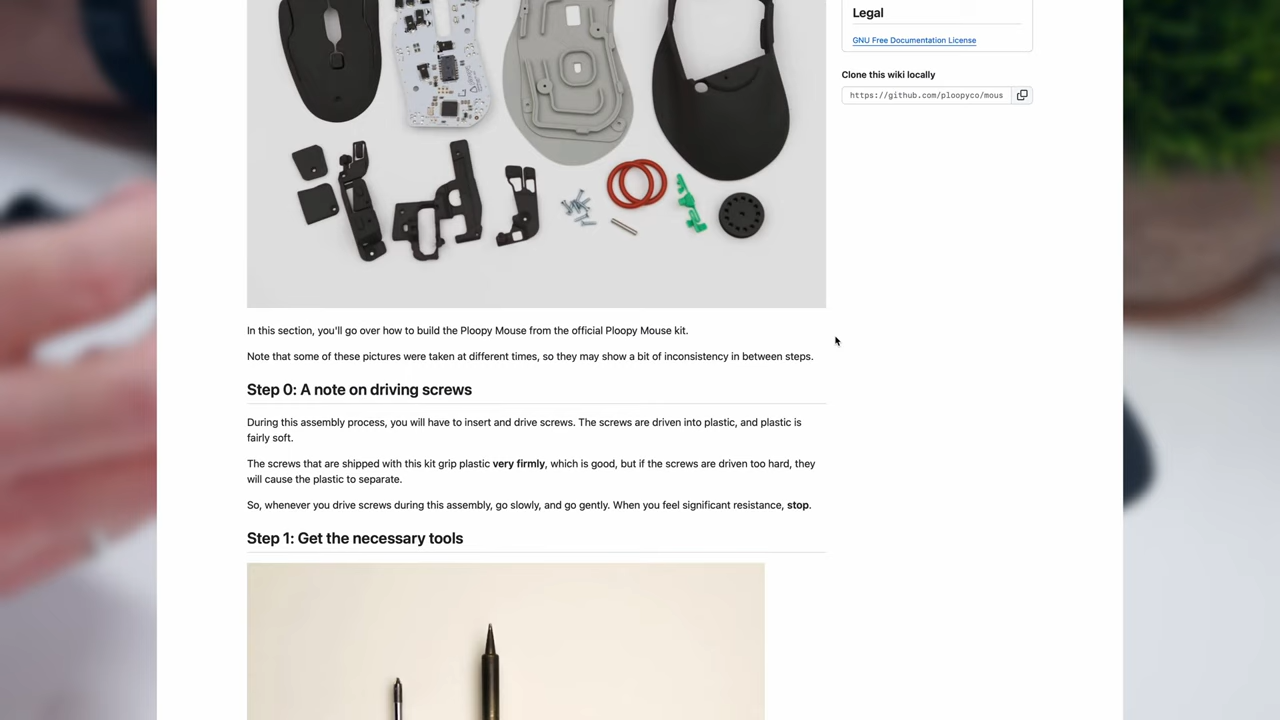 Legal
GNU Free Documentation License
Clone this wiki locally
https://github.com/ploopyco/mous
In this section, you'll go over how to build the Ploopy Mouse from the official Ploopy Mouse kit.
Note that some of these pictures were taken at different times, so they may show a bit of inconsistency in between steps.
Step 0: A note on driving screws
During this assembly process, you will have to insert and drive screws. The screws are driven into plastic, and plastic is
fairly soft.
The screws that are shipped with this kit grip plastic very firmly, which is good, but if the screws are driven too hard, they
will cause the plastic to separate.
So, whenever you drive screws during this assembly, go slowly, and go gently. When you feel significant resistance, stop.
Step 1: Get the necessary tools